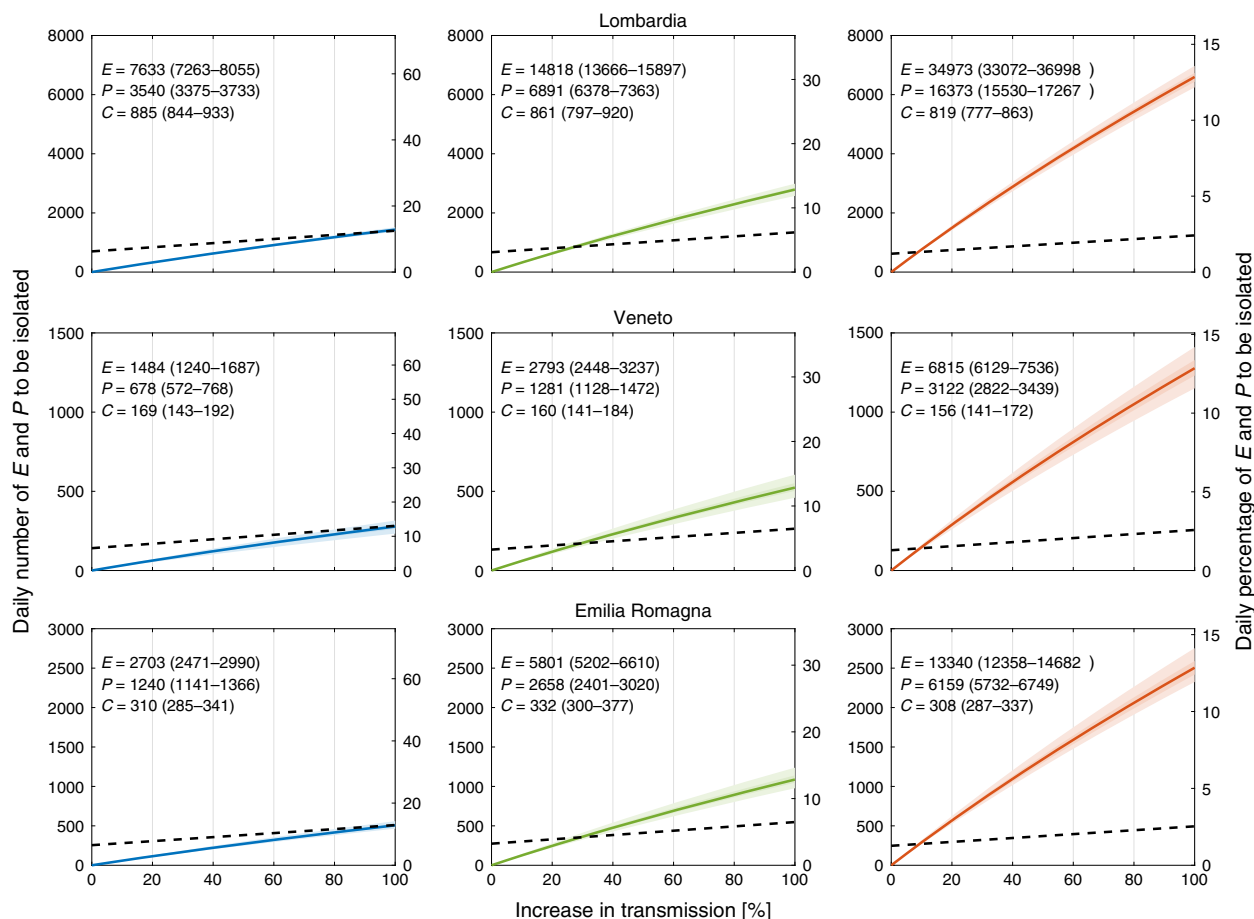 Lombardia
8000
6000
4000
2000
0
E = 7633 (7263–8055)
P = 3540 (3375–3733)
C = 885 (844–933)
60
40
20
0
8000
6000
4000
2000
0
E = 14818 (13666–15897)
P = 6891 (6378–7363)
C = 861 (797–920)
30
20
10
0
8000
6000
4000
2000
0
E = 34973 (33072–36998 )
P = 16373 (15530–17267 )
C = 819 (777–863)
15
10
5
0
Daily number of E and P to be isolated
Veneto
1500
1000
500
0
E = 1484 (1240–1687)
P = 678 (572–768)
C = 169 (143–192)
60
50
40
30
20
10
0
1500
1000
500
0
E = 2793 (2448–3237)
P = 1281 (1128–1472)
C = 160 (141–184)
30
20
10
0
1500
1000
500
0
E = 6815 (6129–7536)
P = 3122 (2822–3439)
C = 156 (141–172)
15
10
5
0
Daily percentage of E and P to be isolated
Emilia Romagna
3000
2500
2000
1500
1000
500
0
E = 2703 (2471–2990)
P = 1240 (1141–1366)
C = 310 (285–341)
60
40
20
0
0 20 40 60 80 100
3000
2500
2000
1500
1000
500
0
E = 5801 (5202–6610)
P = 2658 (2401–3020)
C = 332 (300–377)
30
20
10
0
0 20 40 60 80 100
3000
2500
2000
1500
1000
500
0
E = 13340 (12358–14682 )
P = 6159 (5732–6749)
C = 308 (287–337)
15
10
5
0
0 20 40 60 80 100
Increase in transmission [%]